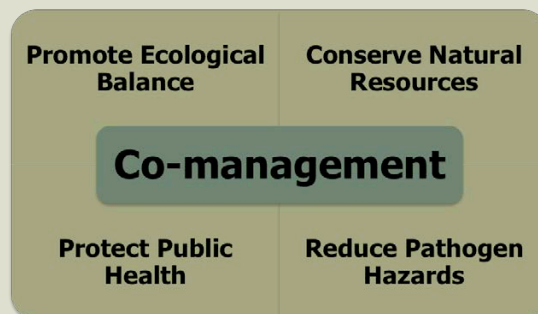 Promote Ecological
Balance
Conserve Natural
Resources
Co-management
Protect Public
Health
Reduce Pathogen
Hazards